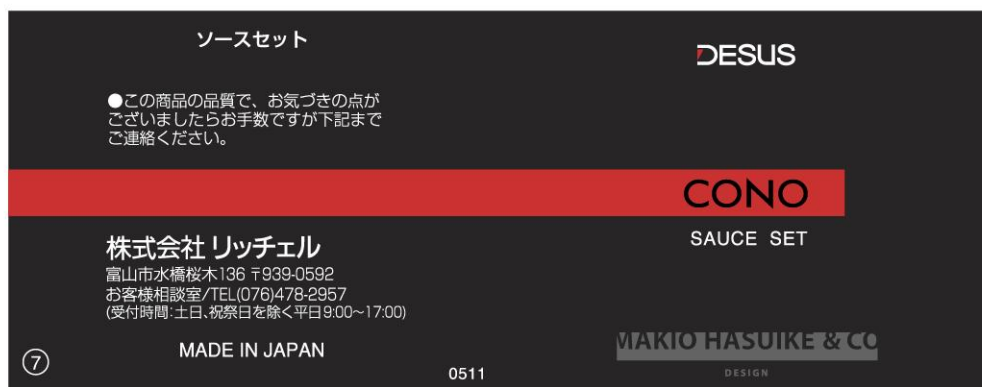 ソースセット
●この商品の品質で、お気づきの点が
ございましたらお手数ですが下記まで
ご連絡ください。
株式会社 リッチェル
富山市水橋桜木136 〒939-0592
お客様相談室/TEL(076)478-2957
(受付時間:土日、祝祭日を除く平日9:00～17:00)
MADE IN JAPAN
⑦
0511
DESUS
CONO
SAUCE SET
MAKIO HASUIKE & CO
DESIGN